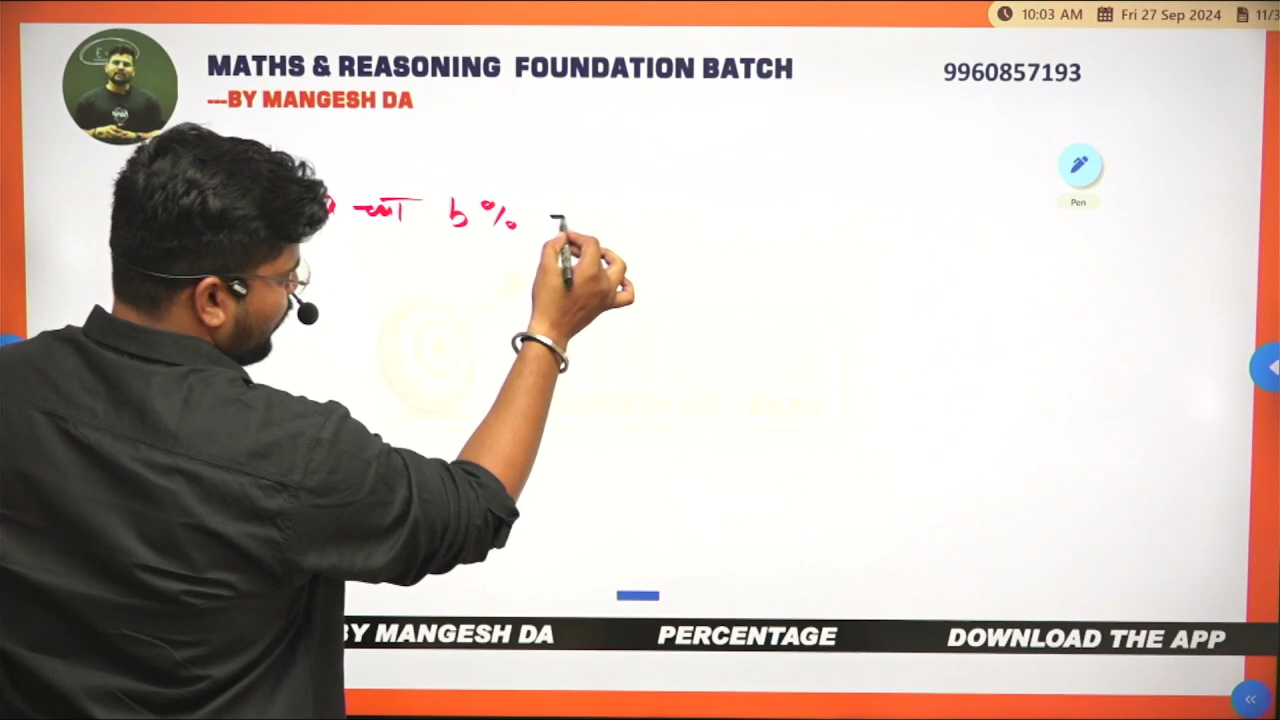 10:03 AM Fri 27 Sep 2024 11/3
MATHS & REASONING FOUNDATION BATCH
9960857193
---BY MANGESH DA
Pen
च्या b %
BY MANGESH DA PERCENTAGE DOWNLOAD THE APP